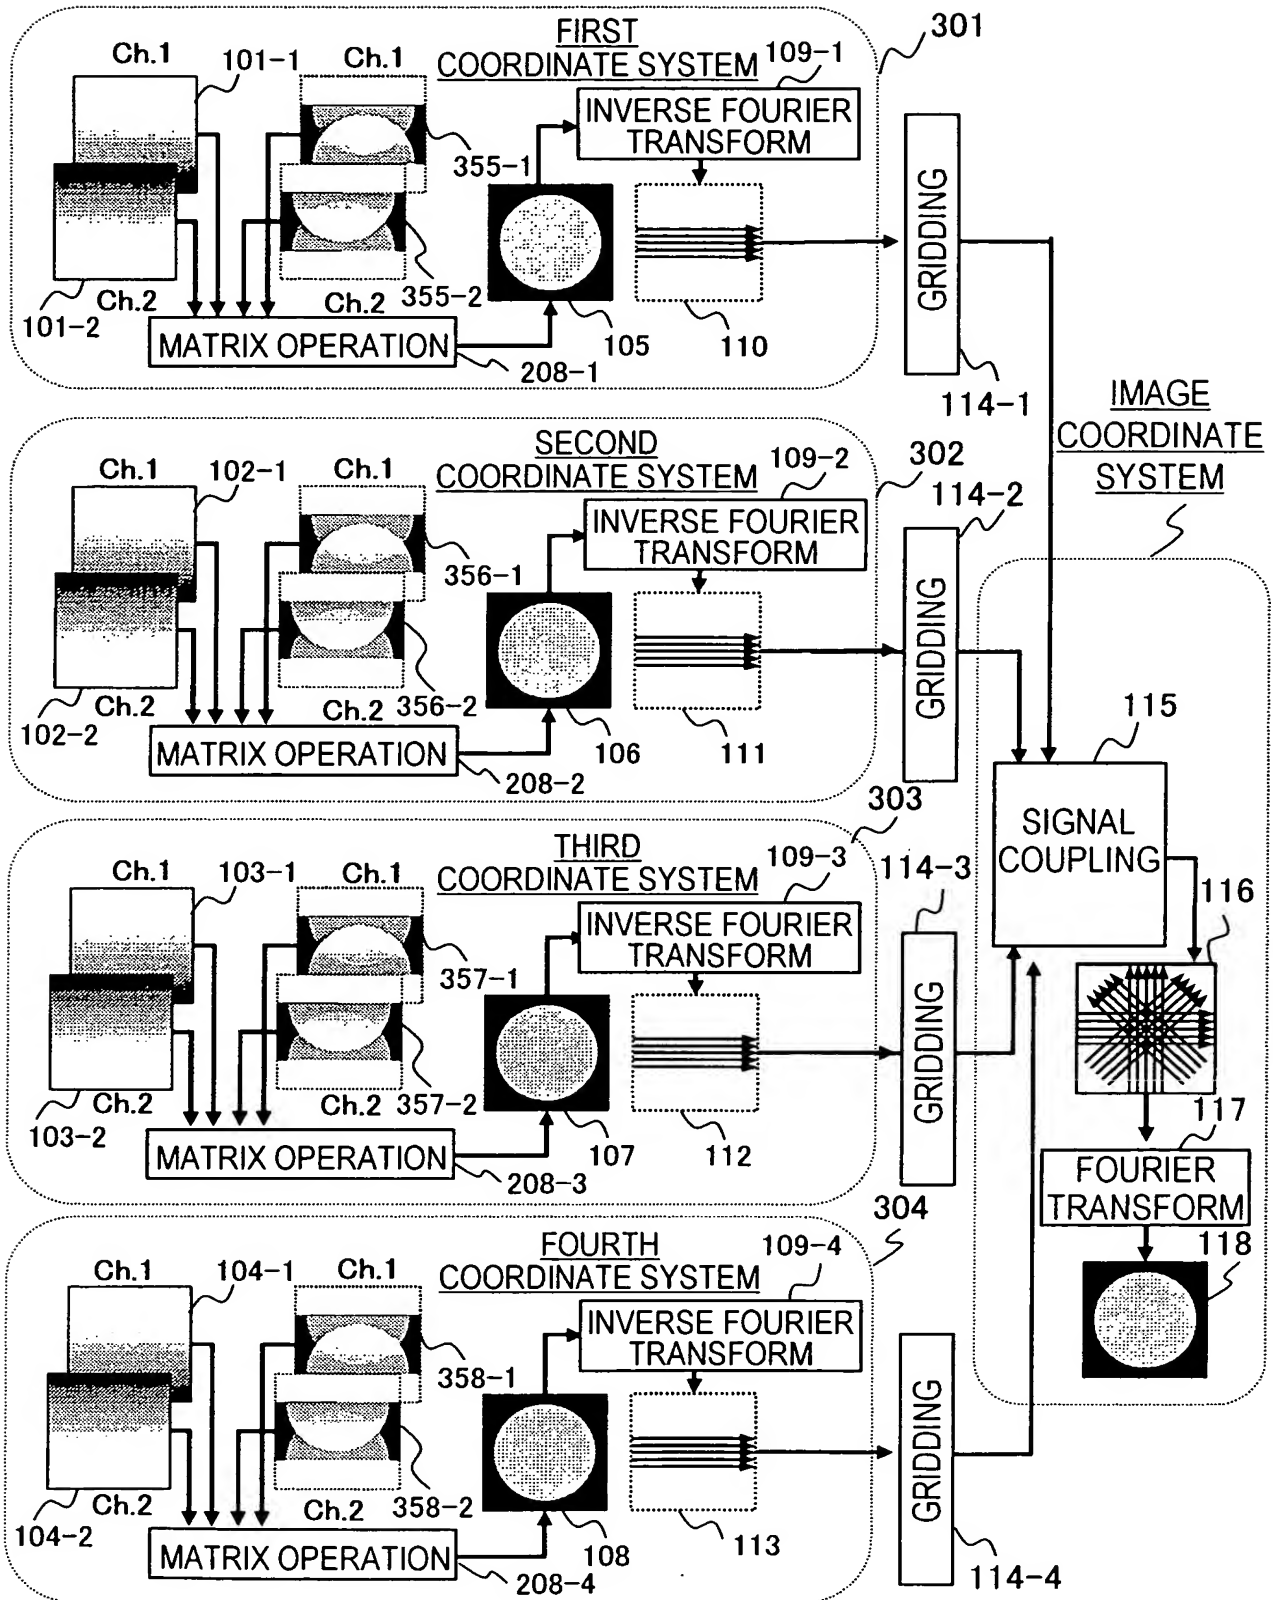 FIRST
COORDINATE SYSTEM
301
Ch.1
101-1
Ch.1
109-1
INVERSE FOURIER
TRANSFORM
355-1
101-2
Ch.2
355-2
Ch.2
105
110
MATRIX OPERATION
208-1
GRIDDING
114-1
SECOND
COORDINATE SYSTEM
302
Ch.1
102-1
Ch.1
109-2
INVERSE FOURIER
TRANSFORM
356-1
102-2
Ch.2
356-2
Ch.2
106
111
MATRIX OPERATION
208-2
114-2
GRIDDING
THIRD
COORDINATE SYSTEM
303
Ch.1
103-1
Ch.1
109-3
INVERSE FOURIER
TRANSFORM
357-1
103-2
Ch.2
357-2
Ch.2
107
112
MATRIX OPERATION
208-3
114-3
GRIDDING
FOURTH
COORDINATE SYSTEM
304
Ch.1
104-1
Ch.1
109-4
INVERSE FOURIER
TRANSFORM
358-1
104-2
Ch.2
358-2
Ch.2
108
113
MATRIX OPERATION
208-4
GRIDDING
114-4
IMAGE
COORDINATE
SYSTEM
115
SIGNAL
COUPLING
116
117
FOURIER
TRANSFORM
118